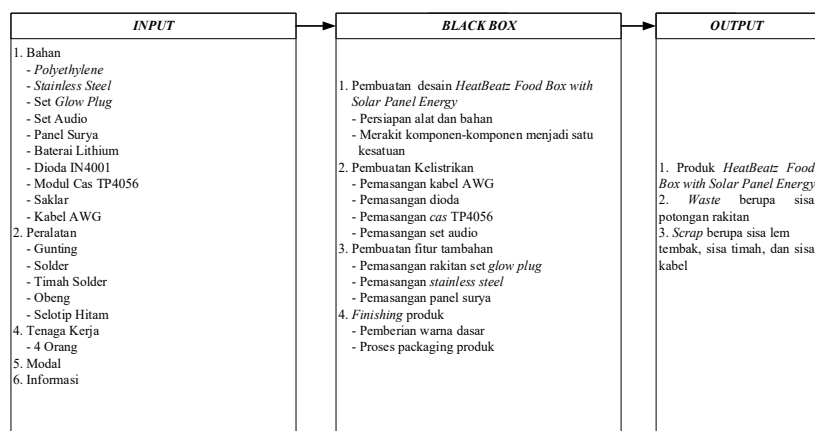 INPUT
1. Bahan
- Polyethylene
- Stainless Steel
- Set Glow Plug
- Set Audio
- Panel Surya
- Baterai Lithium
- Dioda IN4001
- Modul Cas TP4056
- Saklar
- Kabel AWG
2. Peralatan
- Gunting
- Solder
- Timah Solder
- Obeng
- Selotip Hitam
4. Tenaga Kerja
- 4 Orang
5. Modal
6. Informasi
BLACK BOX
1. Pembuatan desain HeatBeatz Food Box with
Solar Panel Energy
- Persiapan alat dan bahan
- Merakit komponen-komponen menjadi satu
kesatuan
2. Pembuatan Kelistrikan
- Pemasangan kabel AWG
- Pemasangan dioda
- Pemasangan cas TP4056
- Pemasangan set audio
3. Pembuatan fitur tambahan
- Pemasangan rakitan set glow plug
- Pemasangan stainless steel
- Pemasangan panel surya
4. Finishing produk
- Pemberian warna dasar
- Proses packaging produk
OUTPUT
1. Produk HeatBeatz Food
Box with Solar Panel Energy
2. Waste berupa sisa
potongan rakitan
3. Scrap berupa sisa lem
tembak, sisa timah, dan sisa
kabel